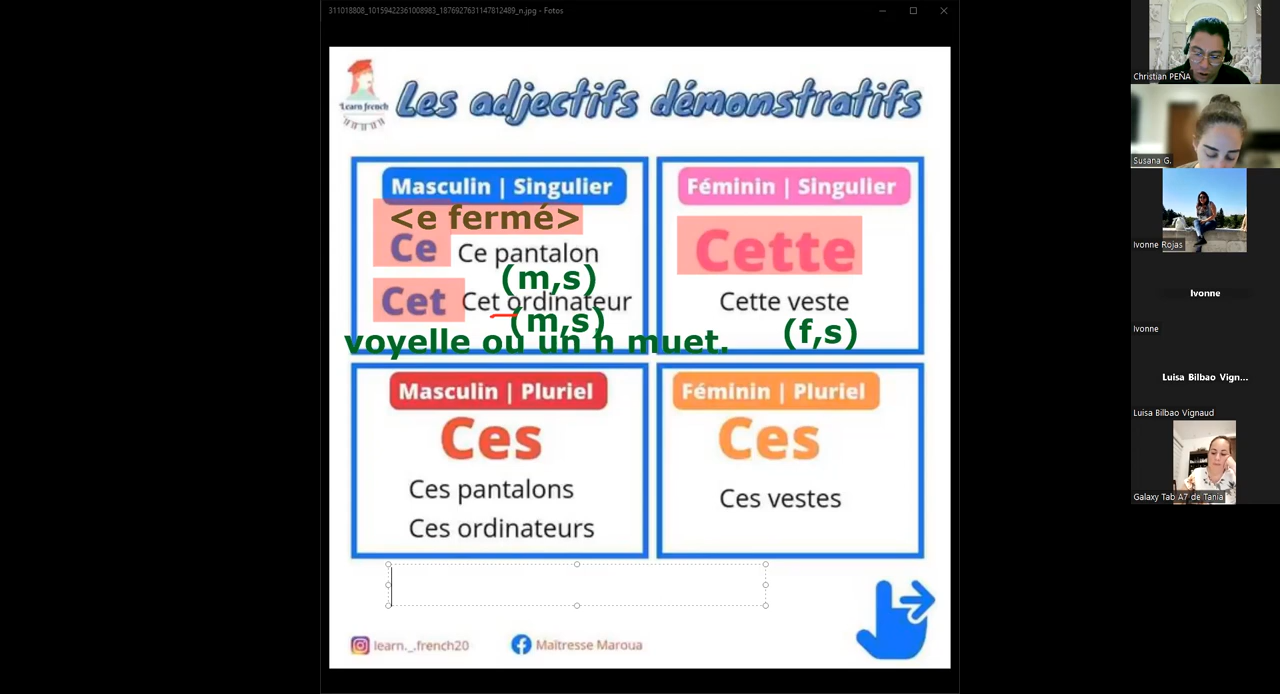 311018808_10159422361008983_1876927631147812489_n.jpg - Fotos
Learn french
Les adjectifs démonstratifs
Masculin | Singulier
<e fermé>
Ce Ce pantalon
(m,s)
Cet Cet ordinateur
(m,s)
voyelle ou un h muet.
Féminin | Singulier
Cette
Cette veste
(f,s)
Masculin | Pluriel
Ces
Ces pantalons
Ces ordinateurs
Féminin | Pluriel
Ces
Ces vestes
learn._.french20
Maîtresse Maroua
Christian PEÑA
Susana G.
Ivonne Rojas
Ivonne
Ivonne
Luisa Bilbao Vign...
Luisa Bilbao Vignaud
Galaxy Tab A7 de Tania